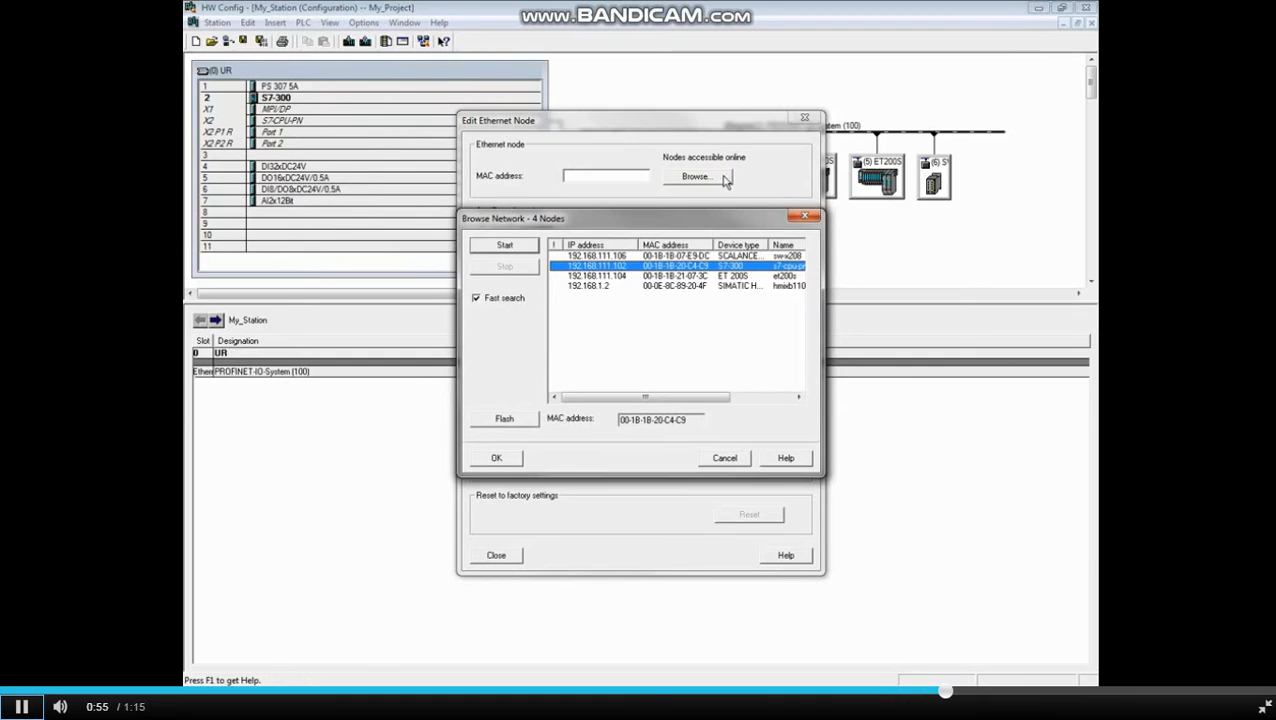 HW Config - [My_Station (Configuration) -- My_Project]
www.BANDICAM.com
Station Edit Insert PLC View Options Window Help
(0) UR
1 PS 307 5A
2 S7-300
X1 MPI/DP
X2 S7-CPU-PN
X2 P1 R Port 1
X2 P2 R Port 2
3
4 DI32xDC24V
5 DO16xDC24V/0.5A
6 DI8/DO8xDC24V/0.5A
7 AI2x12Bit
8
9
10
11
(100)
(5) ET200S
(6)
Edit Ethernet Node
Ethernet node
Nodes accessible online
MAC address:
Browse...
Browse Network - 4 Nodes
Start
Stop
Fast search
! IP address MAC address Device type Name
192.168.111.106 00-1B-1B-07-E9-DC SCALANCE... sw-x208
192.168.111.102 00-1B-1B-20-C4-C9 S7-300 s7-cpu-pn
192.168.111.104 00-1B-1B-21-07-3C ET 200S et200s
192.168.1.2 00-0E-8C-89-20-4F SIMATIC H... hmixb110
Flash
MAC address: 00-1B-1B-20-C4-C9
OK Cancel Help
Reset to factory settings
Reset
Close Help
My_Station
Slot Designation
0 UR
Ether PROFINET-IO-System (100)
Press F1 to get Help.
0:55 / 1:15